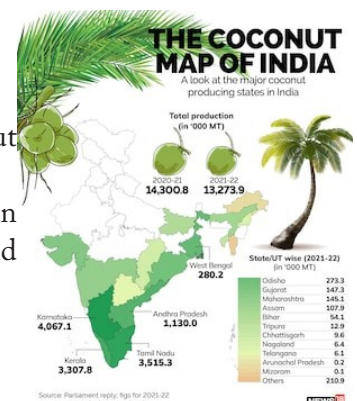 THE COCONUT
MAP OF INDIA
A look at the major coconut
producing states in India
ut
n
d
Total production
(in '000 MT)
2020-21
14,300.8
2021-22
13,273.9
West Bengal
280.2
Karnataka
4,067.1
Andhra Pradesh
1,130.0
Kerala
3,307.8
Tamil Nadu
3,515.3
State/UT wise (2021-22)
(in '000 MT)
Odisha 273.3
Gujarat 147.3
Maharashtra 145.1
Assam 107.9
Bihar 54.1
Tripura 12.9
Chhattisgarh 9.6
Nagaland 6.4
Telangana 6.1
Arunachal Pradesh 0.2
Mizoram 0.1
Others 210.9
Source: Parliament reply; figs for 2021-22
NEWS18